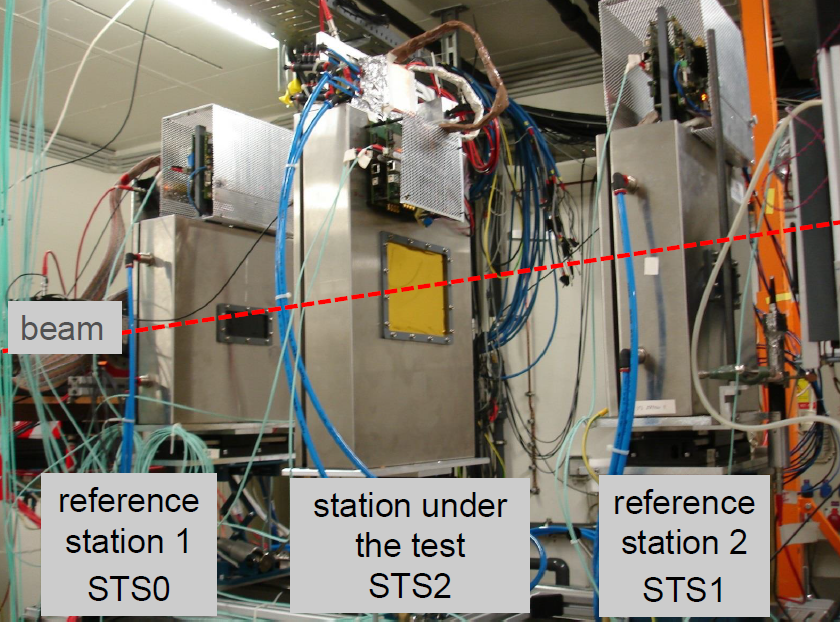 beam
reference
station 1
STS0
station under
the test
STS2
reference
station 2
STS1